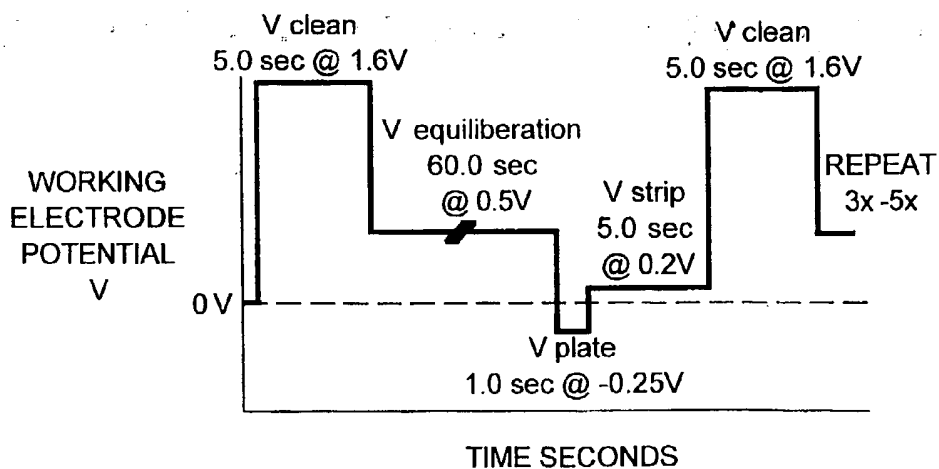 V clean
5.0 sec @ 1.6V
V clean
5.0 sec @ 1.6V
V equiliberation
60.0 sec
@ 0.5V
V strip
5.0 sec
@ 0.2V
REPEAT
3x -5x
WORKING
ELECTRODE
POTENTIAL
V
0 V
V plate
1.0 sec @ -0.25V
TIME SECONDS